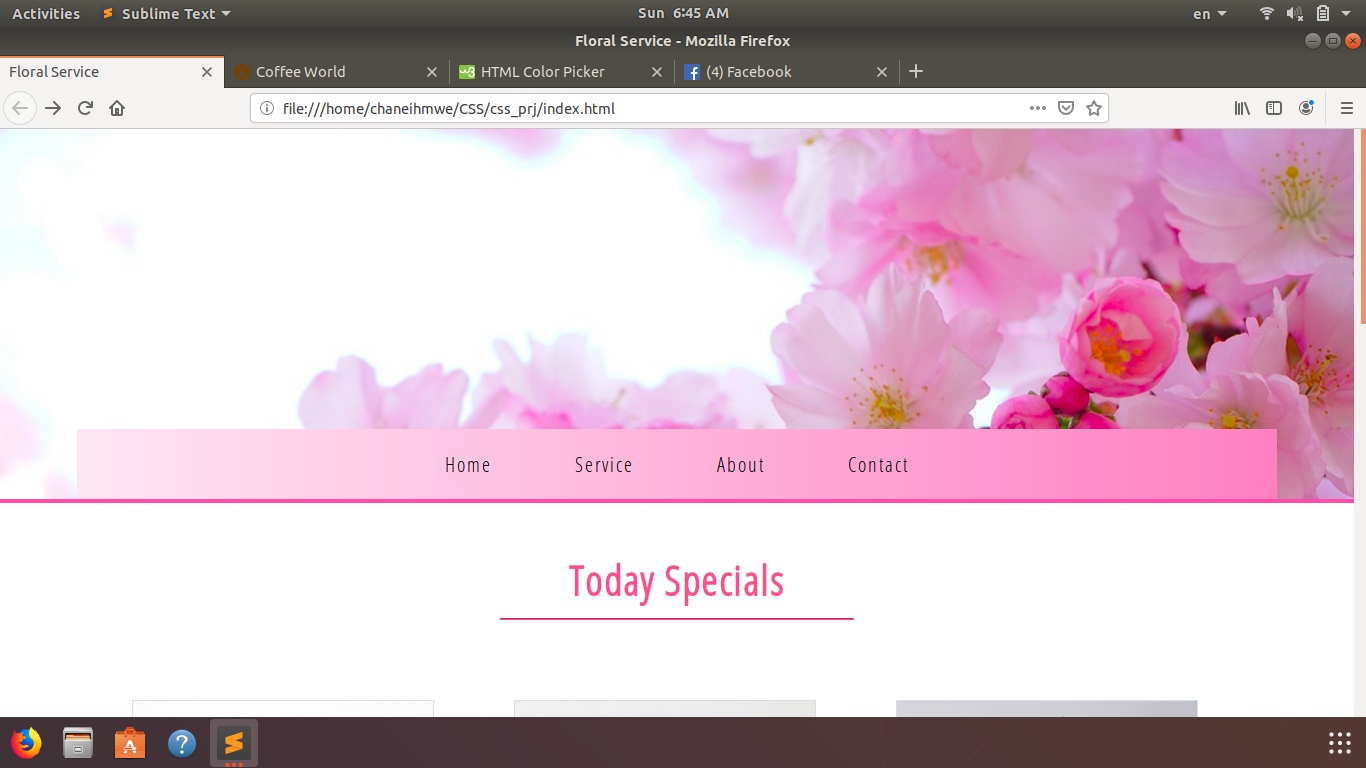 Activities Sublime Text Sun 6:45 AM en
Floral Service - Mozilla Firefox
Floral Service Coffee World HTML Color Picker (4) Facebook
file:///home/chaneihmwe/CSS/css_prj/index.html
Home Service About Contact
Today Specials